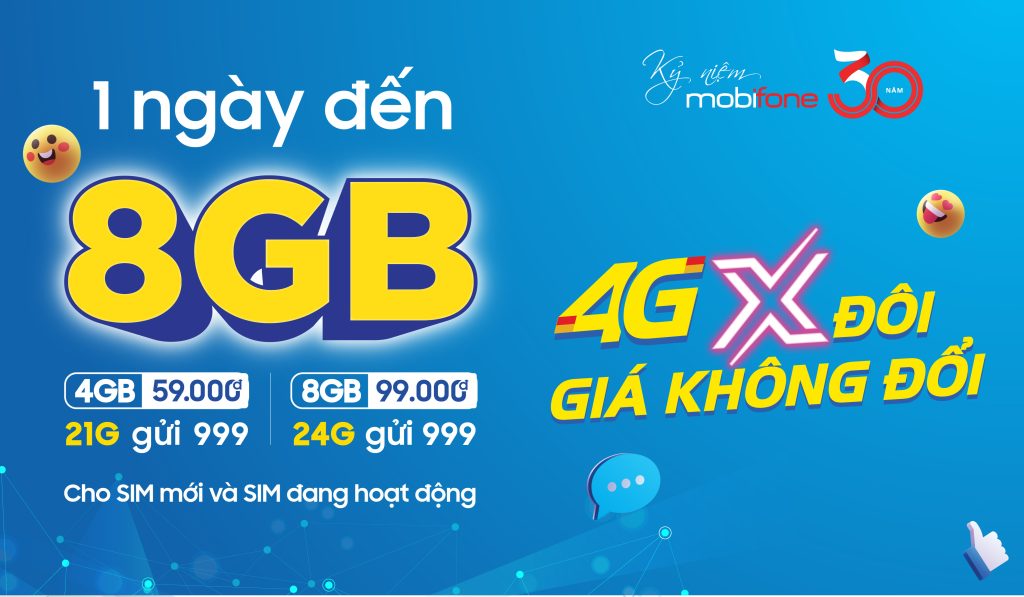 1 ngày đến
8GB
4GB 59.000đ
21G gửi 999
8GB 99.000đ
24G gửi 999
Cho SIM mới và SIM đang hoạt động
Kỷ niệm
mobifone 30 NĂM
4G X ĐÔI
GIÁ KHÔNG ĐỔI